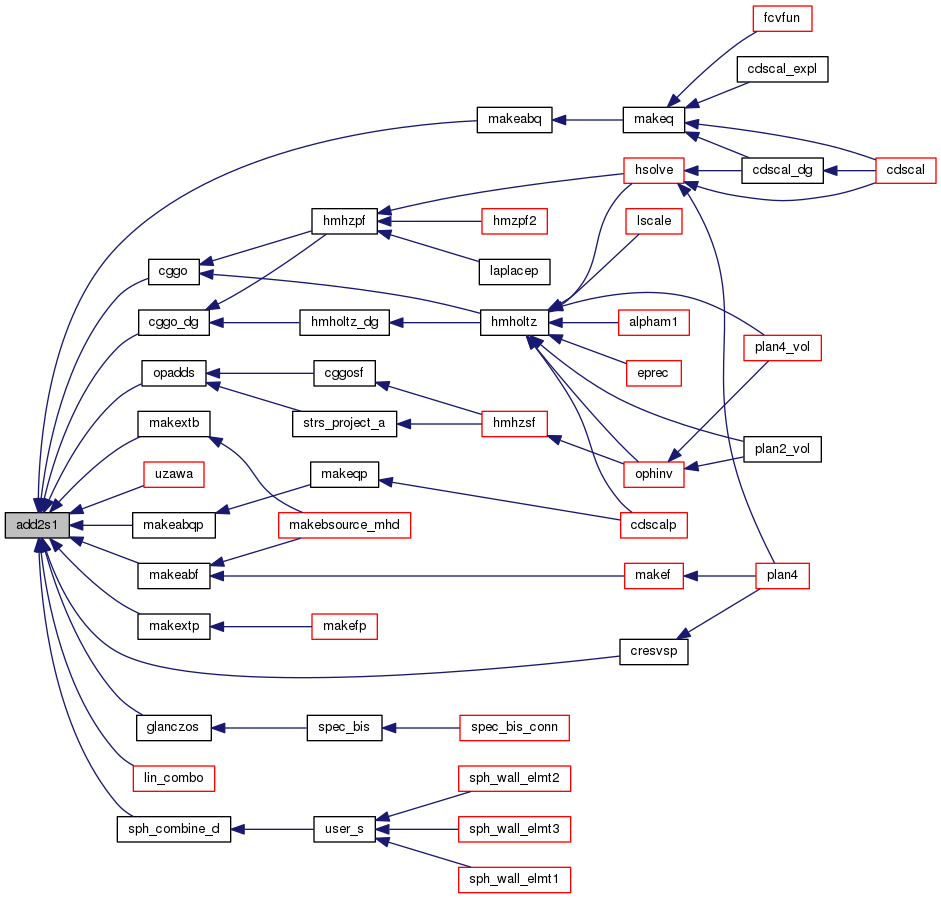 fcvfun
cdscal_expl
makeabq
makeq
hsolve
cdscal_dg
cdscal
hmhzpf
hmzpf2
lscale
cggo
laplacep
cggo_dg
hmholtz_dg
hmholtz
alpham1
plan4_vol
opadds
cggosf
eprec
makextb
strs_project_a
hmhzsf
plan2_vol
uzawa
makeqp
ophinv
add2s1
makeabqp
makebsource_mhd
cdscalp
makeabf
makef
plan4
makextp
makefp
cresvsp
glanczos
spec_bis
spec_bis_conn
lin_combo
sph_wall_elmt2
sph_combine_d
user_s
sph_wall_elmt3
sph_wall_elmt1